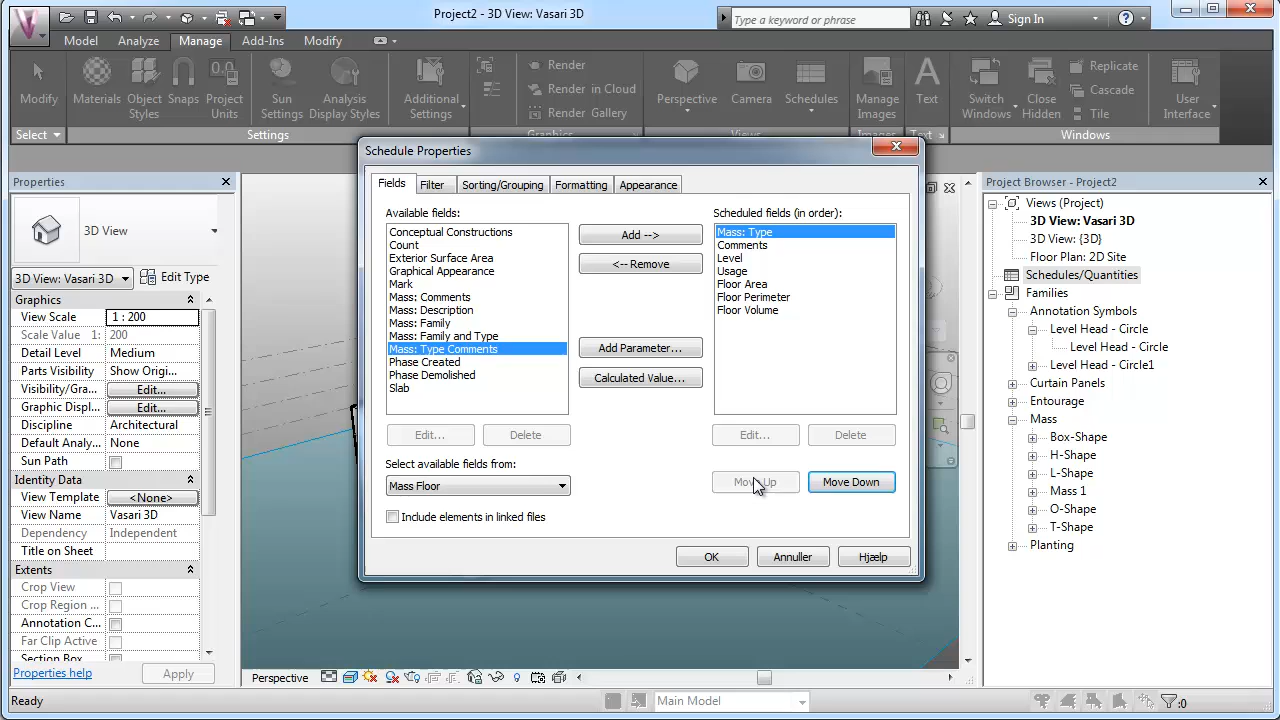 Project2 - 3D View: Vasari 3D
Type a keyword or phrase
Sign In
Model Analyze Manage Add-Ins Modify
Modify
Materials
Object Styles
Snaps
Project Units
Sun Settings
Analysis Display Styles
Additional Settings
Render
Render in Cloud
Render Gallery
Perspective
Camera
Schedules
Manage Images
Text
Switch Windows
Close Hidden
Replicate
Cascade
Tile
User Interface
Select
Settings
Graphics
Views
Images
Text
Windows
Properties
3D View
3D View: Vasari 3D
Edit Type
Graphics
View Scale 1 : 200
Scale Value 1: 200
Detail Level Medium
Parts Visibility Show Origi...
Visibility/Gra... Edit...
Graphic Displ... Edit...
Discipline Architectural
Default Analy... None
Sun Path
Identity Data
View Template <None>
View Name Vasari 3D
Dependency Independent
Title on Sheet
Extents
Crop View
Crop Region ...
Annotation C...
Far Clip Active
Section Box
Properties help
Apply
Schedule Properties
Fields Filter Sorting/Grouping Formatting Appearance
Available fields:
Conceptual Constructions
Count
Exterior Surface Area
Graphical Appearance
Mark
Mass: Comments
Mass: Description
Mass: Family
Mass: Family and Type
Mass: Type Comments
Phase Created
Phase Demolished
Slab
Add -->
<-- Remove
Add Parameter...
Calculated Value...
Scheduled fields (in order):
Mass: Type
Comments
Level
Usage
Floor Area
Floor Perimeter
Floor Volume
Edit... Delete
Edit... Delete
Select available fields from:
Mass Floor
Move Up
Move Down
Include elements in linked files
OK Annuller Hjælp
Project Browser - Project2
Views (Project)
3D View: Vasari 3D
3D View: {3D}
Floor Plan: 2D Site
Schedules/Quantities
Families
Annotation Symbols
Level Head - Circle
Level Head - Circle
Level Head - Circle1
Curtain Panels
Entourage
Mass
Box-Shape
H-Shape
L-Shape
Mass 1
O-Shape
T-Shape
Planting
Perspective
Ready
Main Model
:0